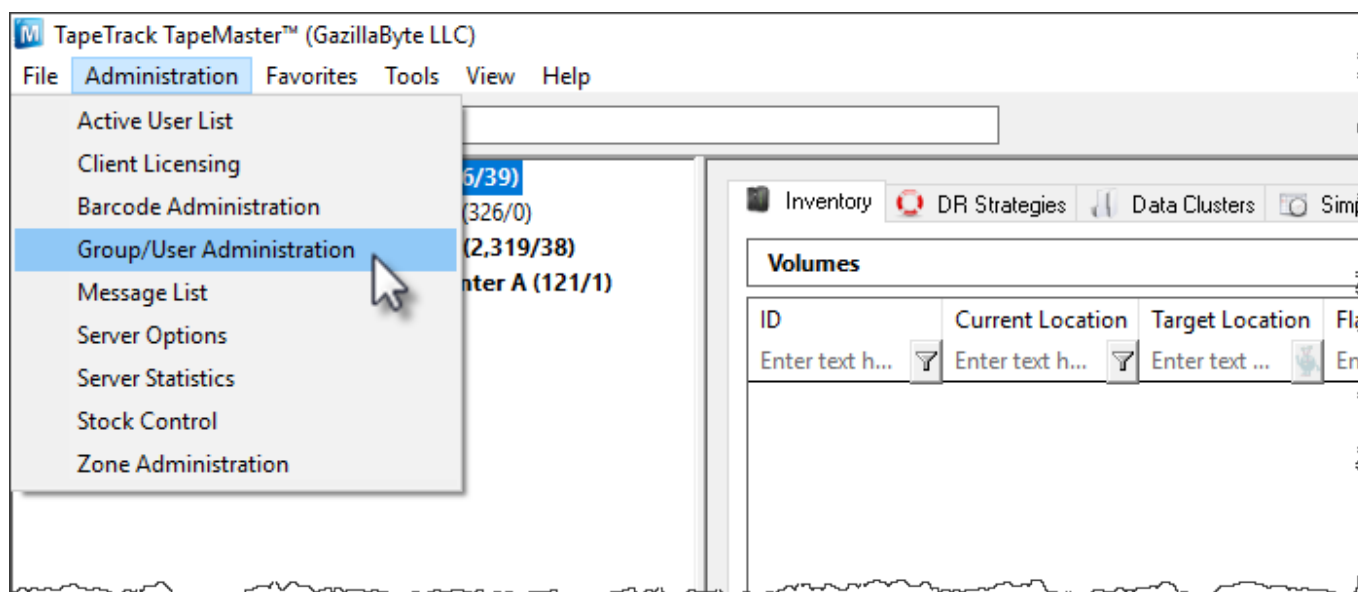 TapeTrack TapeMaster™ (GazillaByte LLC)
File Administration Favorites Tools View Help
Active User List
Client Licensing
Barcode Administration
Group/User Administration
Message List
Server Options
Server Statistics
Stock Control
Zone Administration
6/39)
(326/0)
(2,319/38)
nter A (121/1)
Inventory DR Strategies Data Clusters Simp
Volumes
ID Current Location Target Location Fla
Enter text h... Enter text h... Enter text ... En